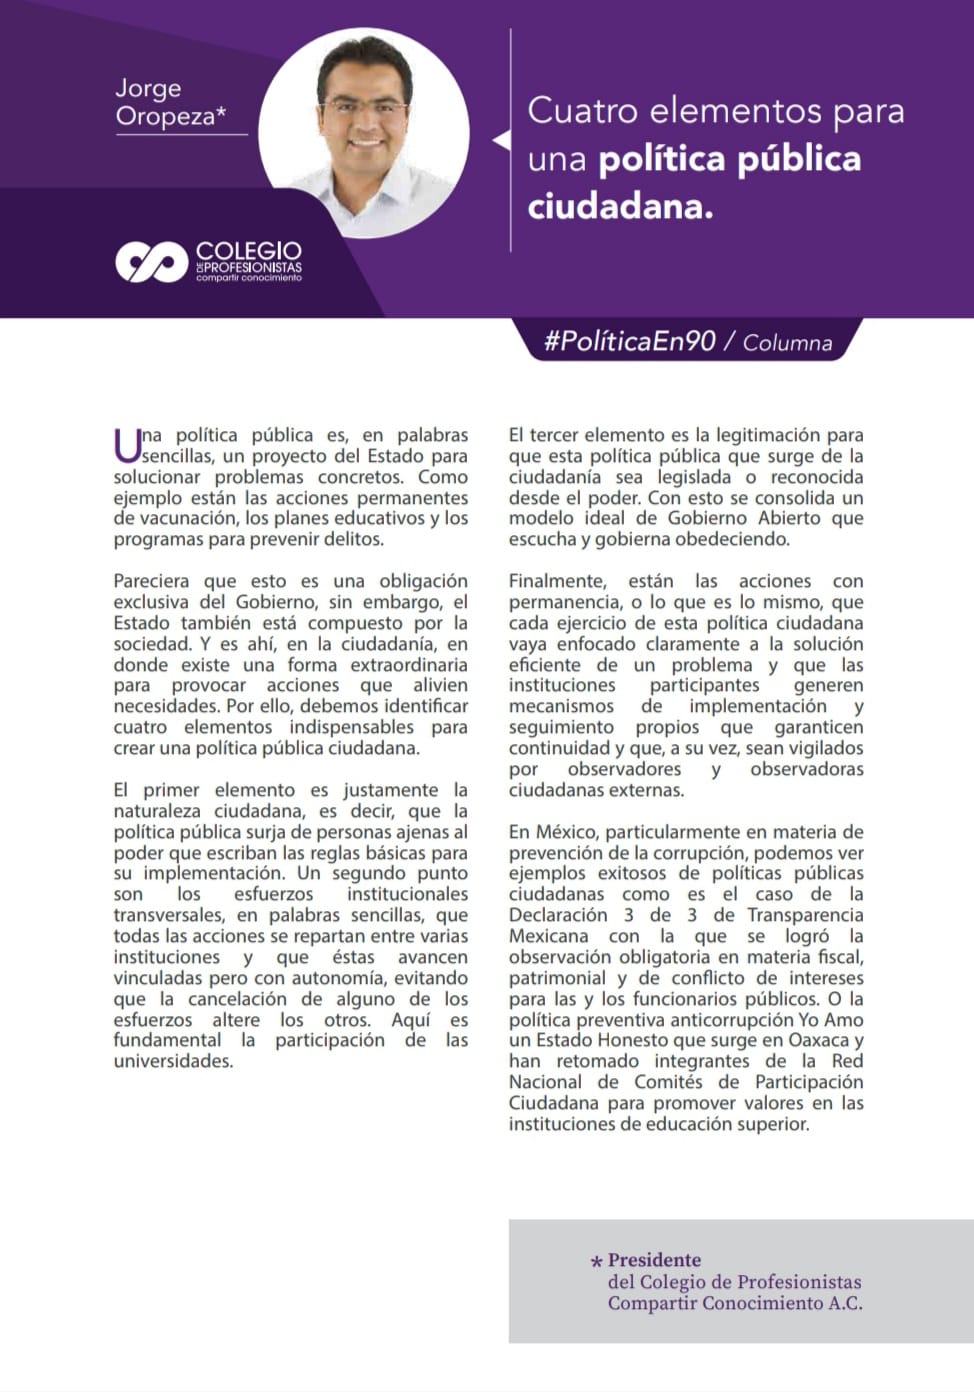 Jorge
Oropeza*
Cuatro elementos para
una política pública
ciudadana.
COLEGIO
DE PROFESIONISTAS
compartir conocimiento
#PolíticaEn90 / Columna
Una política pública es, en palabras
sencillas, un proyecto del Estado para
solucionar problemas concretos. Como
ejemplo están las acciones permanentes
de vacunación, los planes educativos y los
programas para prevenir delitos.
Pareciera que esto es una obligación
exclusiva del Gobierno, sin embargo, el
Estado también está compuesto por la
sociedad. Y es ahí, en la ciudadanía, en
donde existe una forma extraordinaria
para provocar acciones que alivien
necesidades. Por ello, debemos identificar
cuatro elementos indispensables para
crear una política pública ciudadana.
El primer elemento es justamente la
naturaleza ciudadana, es decir, que la
política pública surja de personas ajenas al
poder que escriban las reglas básicas para
su implementación. Un segundo punto
son los esfuerzos institucionales
transversales, en palabras sencillas, que
todas las acciones se repartan entre varias
instituciones y que éstas avancen
vinculadas pero con autonomía, evitando
que la cancelación de alguno de los
esfuerzos altere los otros. Aquí es
fundamental la participación de las
universidades.
El tercer elemento es la legitimación para
que esta política pública que surge de la
ciudadanía sea legislada o reconocida
desde el poder. Con esto se consolida un
modelo ideal de Gobierno Abierto que
escucha y gobierna obedeciendo.
Finalmente, están las acciones con
permanencia, o lo que es lo mismo, que
cada ejercicio de esta política ciudadana
vaya enfocado claramente a la solución
eficiente de un problema y que las
instituciones participantes generen
mecanismos de implementación y
seguimiento propios que garanticen
continuidad y que, a su vez, sean vigilados
por observadores y observadoras
ciudadanas externas.
En México, particularmente en materia de
prevención de la corrupción, podemos ver
ejemplos exitosos de políticas públicas
ciudadanas como es el caso de la
Declaración 3 de 3 de Transparencia
Mexicana con la que se logró la
observación obligatoria en materia fiscal,
patrimonial y de conflicto de intereses
para las y los funcionarios públicos. O la
política preventiva anticorrupción Yo Amo
un Estado Honesto que surge en Oaxaca y
han retomado integrantes de la Red
Nacional de Comités de Participación
Ciudadana para promover valores en las
instituciones de educación superior.
* Presidente
del Colegio de Profesionistas
Compartir Conocimiento A.C.